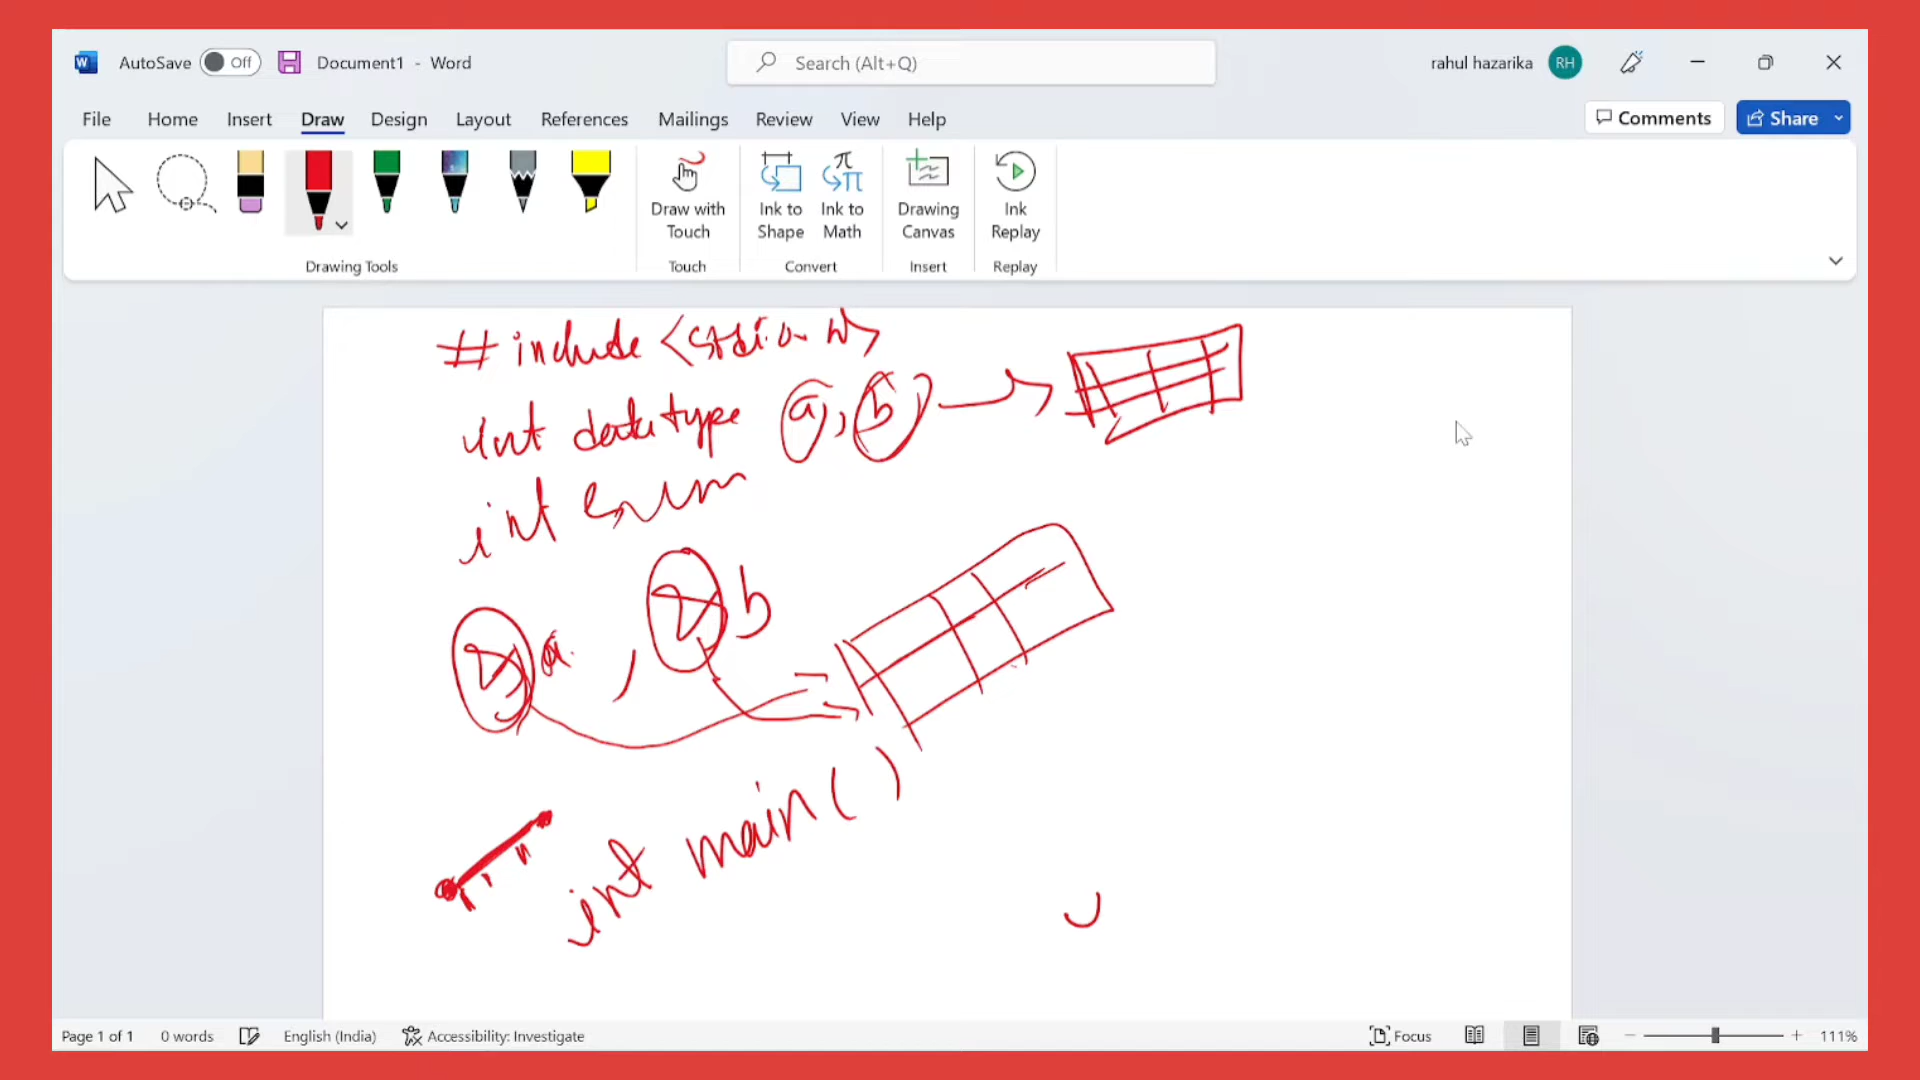 AutoSave Off Document1 - Word Search (Alt+Q) rahul hazarika RH
File Home Insert Draw Design Layout References Mailings Review View Help Comments Share
Draw with Touch Ink to Shape Ink to Math Drawing Canvas Ink Replay
Drawing Tools Touch Convert Insert Replay
#include <stdio.h>
int datatype a, b
int sum
&a , &b
int main()
Page 1 of 1 0 words English (India) Accessibility: Investigate Focus 111%